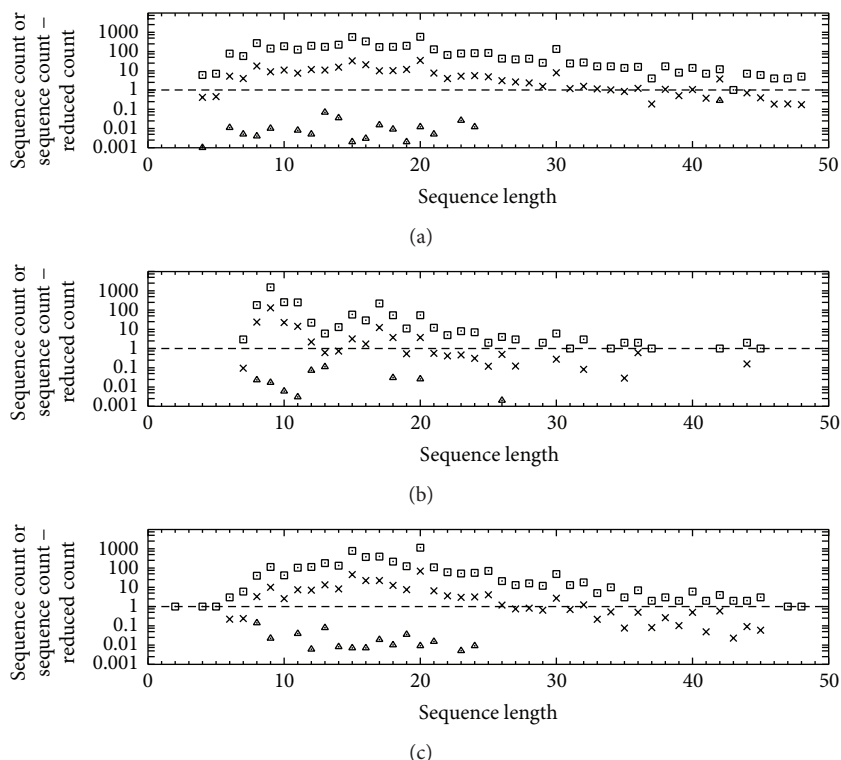 Sequence count or
sequence count –
reduced count
1000
100
10
1
0.1
0.01
0.001
0 10 20 30 40 50
Sequence length
(a)
Sequence count or
sequence count –
reduced count
1000
100
10
1
0.1
0.01
0.001
0 10 20 30 40 50
Sequence length
(b)
Sequence count or
sequence count –
reduced count
1000
100
10
1
0.1
0.01
0.001
0 10 20 30 40 50
Sequence length
(c)